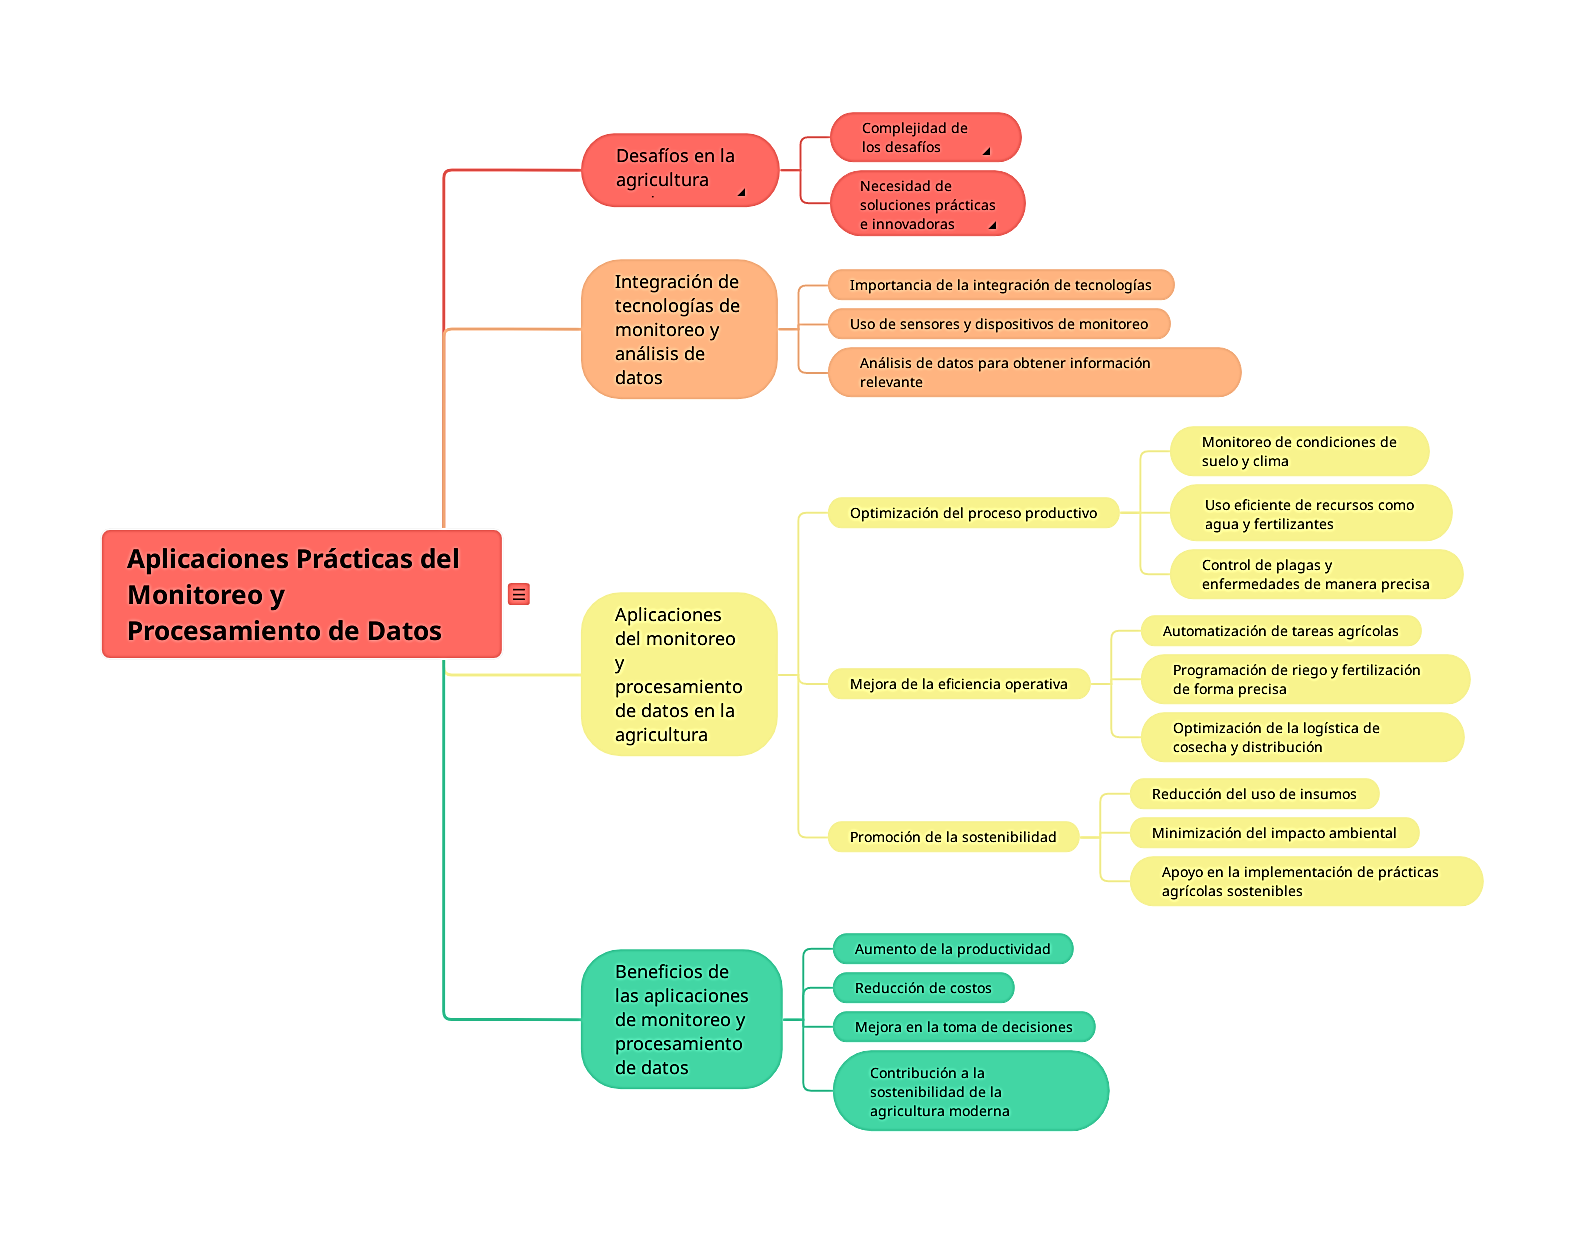 Aplicaciones Prácticas del
Monitoreo y
Procesamiento de Datos
Desafíos en la
agricultura
Complejidad de
los desafíos
Necesidad de
soluciones prácticas
e innovadoras
Integración de
tecnologías de
monitoreo y
análisis de
datos
Importancia de la integración de tecnologías
Uso de sensores y dispositivos de monitoreo
Análisis de datos para obtener información
relevante
Aplicaciones
del monitoreo
y
procesamiento
de datos en la
agricultura
Optimización del proceso productivo
Monitoreo de condiciones de
suelo y clima
Uso eficiente de recursos como
agua y fertilizantes
Control de plagas y
enfermedades de manera precisa
Mejora de la eficiencia operativa
Automatización de tareas agrícolas
Programación de riego y fertilización
de forma precisa
Optimización de la logística de
cosecha y distribución
Promoción de la sostenibilidad
Reducción del uso de insumos
Minimización del impacto ambiental
Apoyo en la implementación de prácticas
agrícolas sostenibles
Beneficios de
las aplicaciones
de monitoreo y
procesamiento
de datos
Aumento de la productividad
Reducción de costos
Mejora en la toma de decisiones
Contribución a la
sostenibilidad de la
agricultura moderna